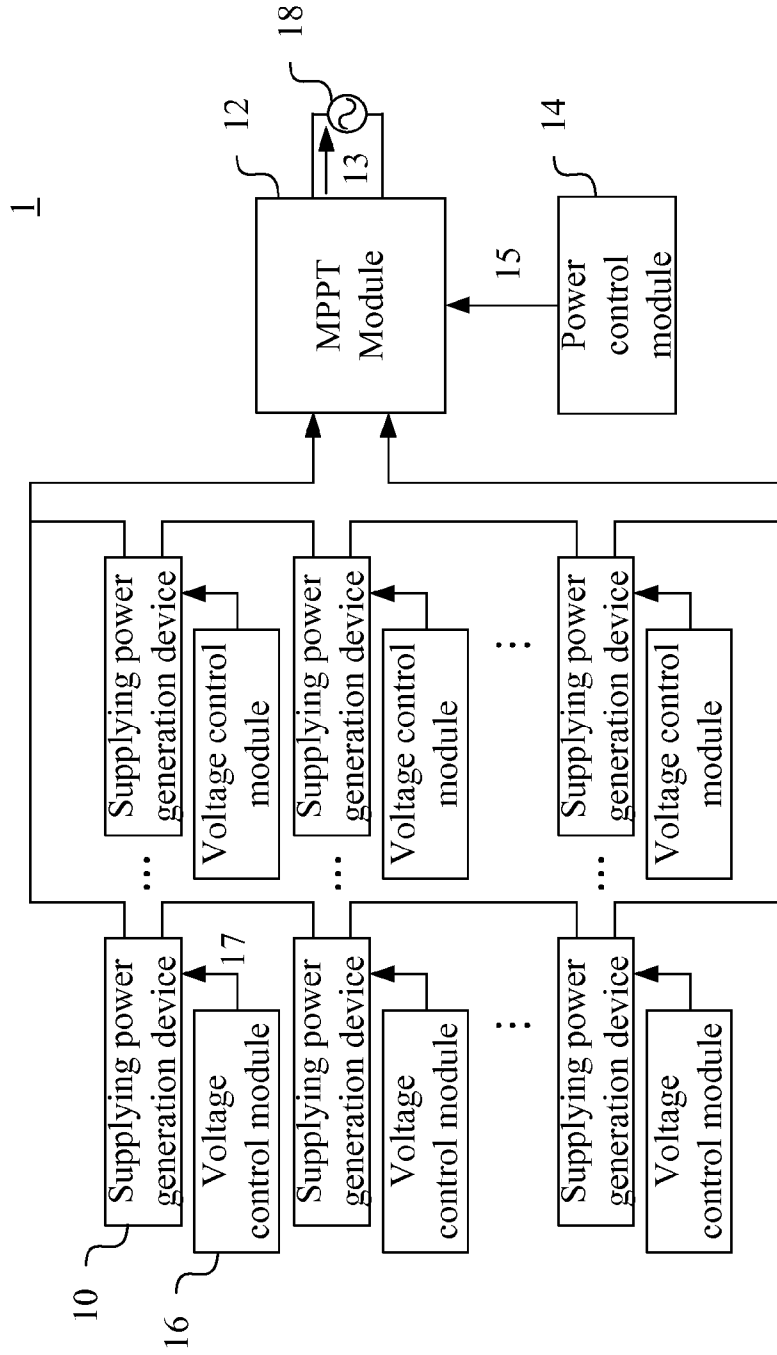 1
12
18
13
MPPT
Module
15
14
Power
control
module
10
Supplying power
generation device
...
Supplying power
generation device
17
16
Voltage
control module
Voltage control
module
Supplying power
generation device
...
Supplying power
generation device
Voltage
control module
Voltage control
module
...
...
Supplying power
generation device
...
Supplying power
generation device
Voltage
control module
Voltage control
module